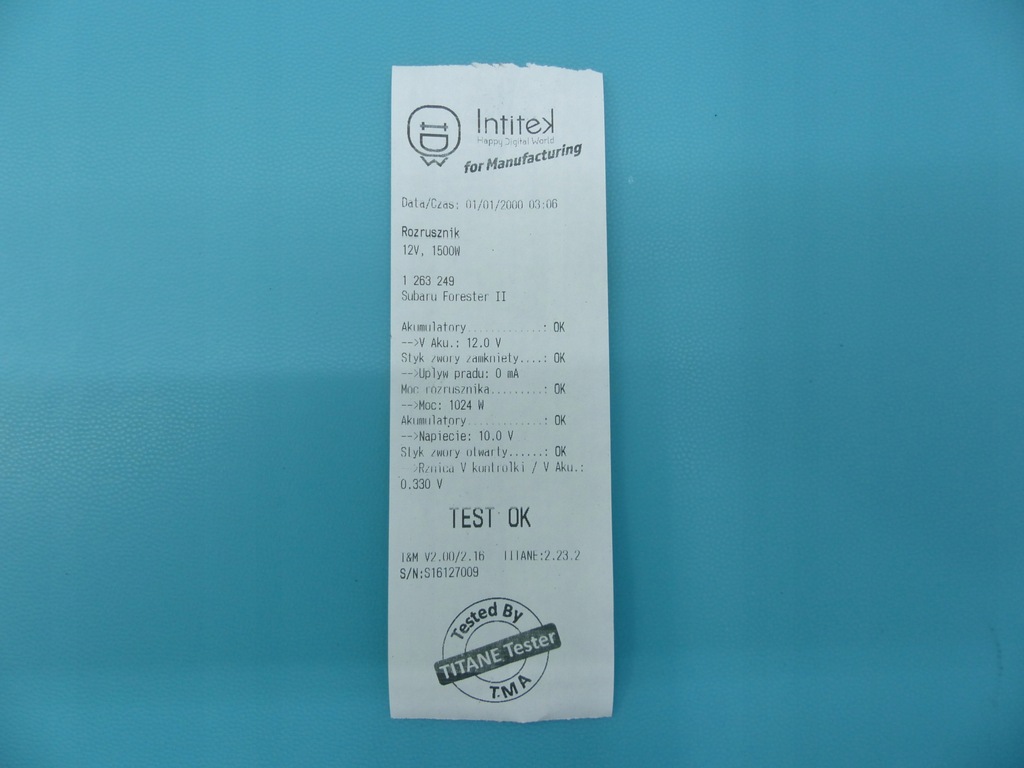 Intitek
Happy Digital World
for Manufacturing
Data/Czas: 01/01/2000 03:06
Rozrusznik
12V, 1500W
1 263 249
Subaru Forester II
Akumulatory............: OK
-->V Aku.: 12.0 V
Styk zwory zamkniety....: OK
-->Uplyw pradu: 0 mA
Moc rozrusznika.........: OK
-->Moc: 1024 W
Akumulatory............: OK
-->Napiecie: 10.0 V
Styk zwory otwarty......: OK
-->Rznica V kontrolki / V Aku.:
0.330 V
TEST OK
T&M V2.00/2.16 TITANE:2.23.2
S/N:S16127009
Tested By
TITANE Tester
T.M.A